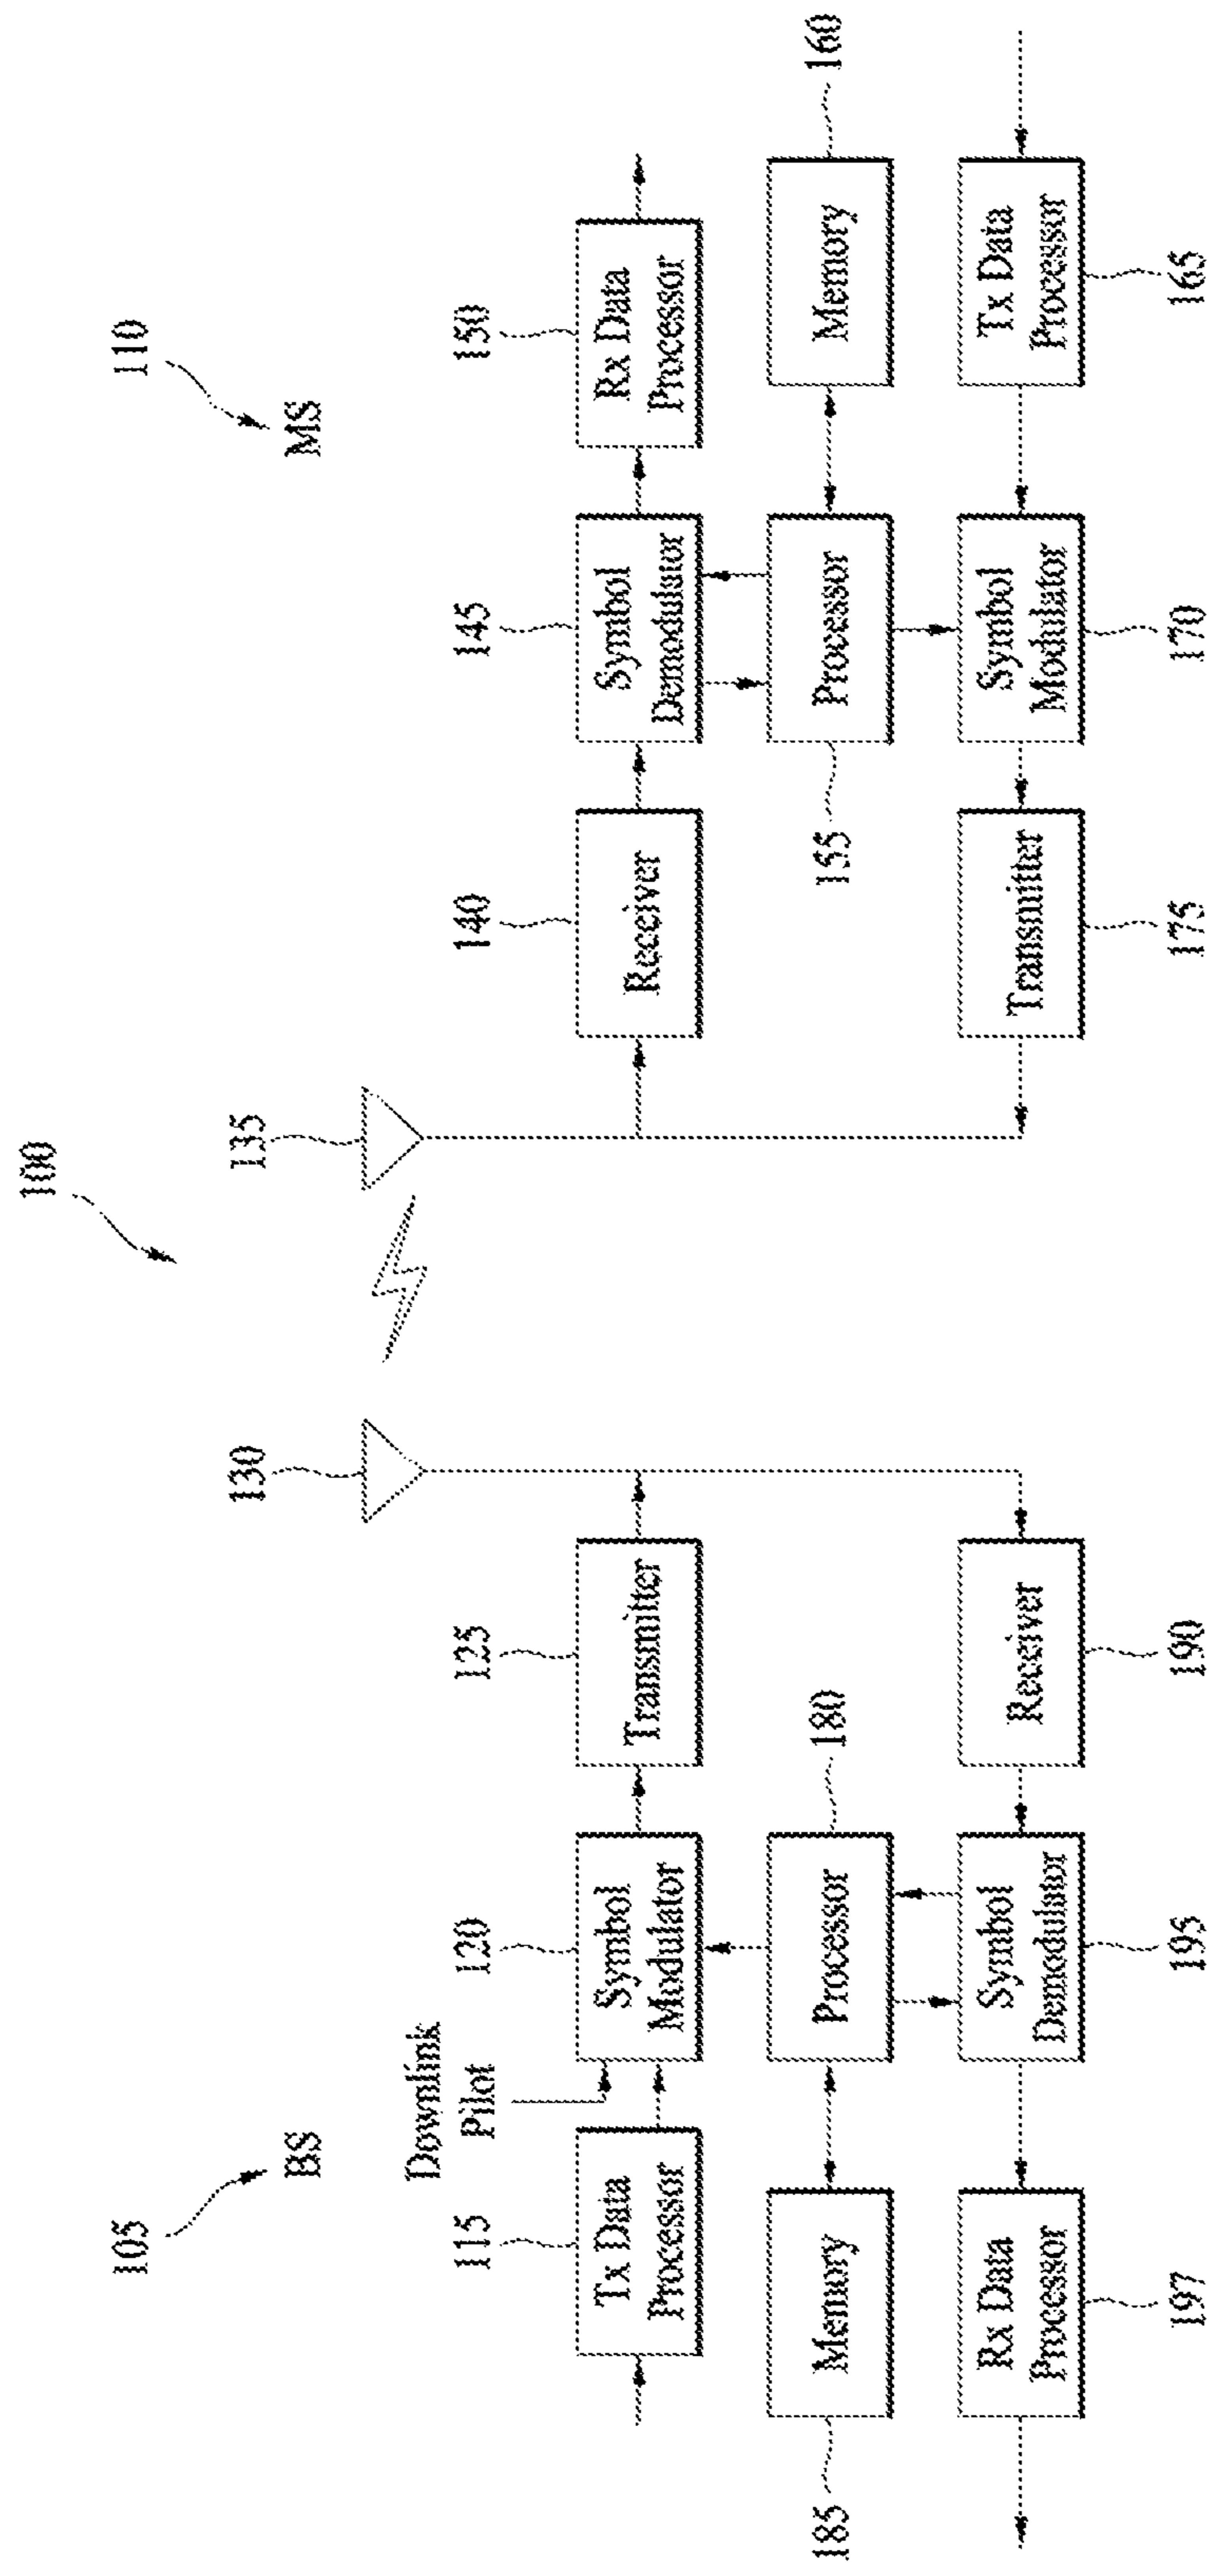 100
105
BS
110
MS
130
135
Downlink
Pilot
115
120
125
140
145
150
Tx Data
Processor
Symbol
Modulator
Transmitter
Receiver
Symbol
Demodulator
Rx Data
Processor
180
160
Memory
Processor
Processor
Memory
185
155
Rx Data
Processor
Symbol
Demodulator
Receiver
Transmitter
Symbol
Modulator
Tx Data
Processor
197
195
190
175
170
165